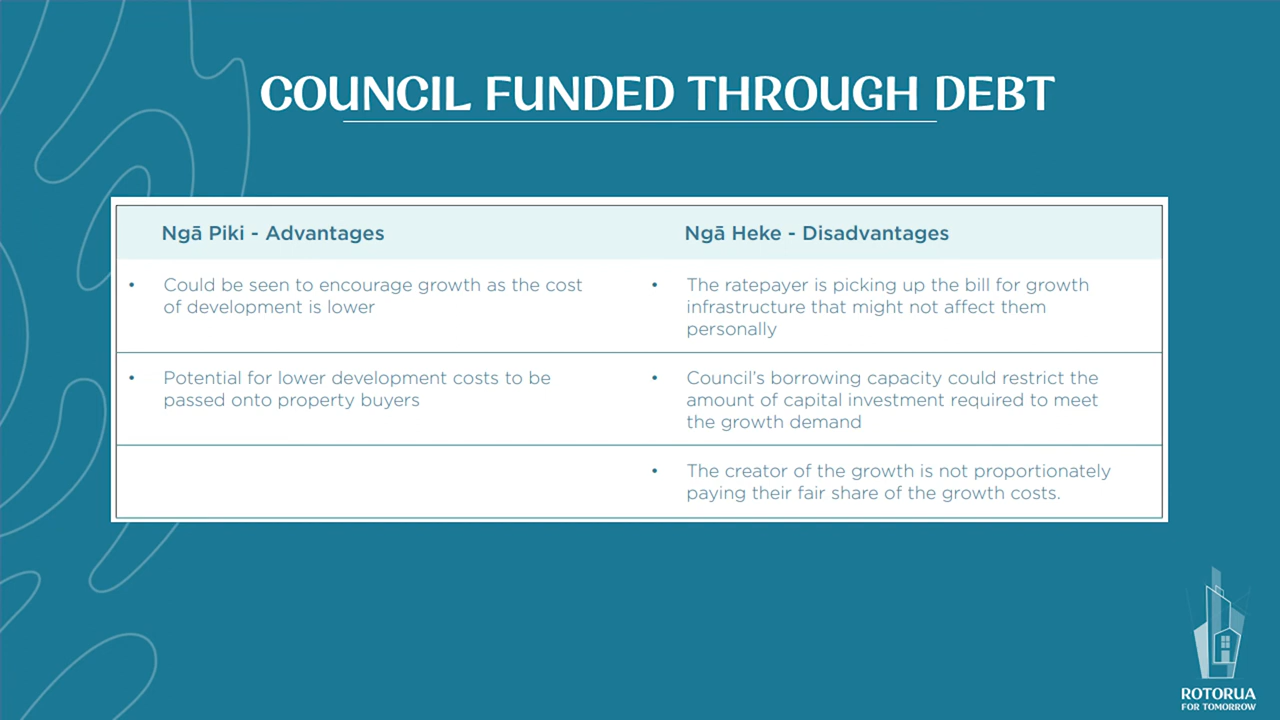 COUNCIL FUNDED THROUGH DEBT
Ngā Piki - Advantages
Ngā Heke - Disadvantages
• Could be seen to encourage growth as the cost
of development is lower
• The ratepayer is picking up the bill for growth
infrastructure that might not affect them
personally
• Potential for lower development costs to be
passed onto property buyers
• Council's borrowing capacity could restrict the
amount of capital investment required to meet
the growth demand
• The creator of the growth is not proportionately
paying their fair share of the growth costs.
ROTORUA
FOR TOMORROW